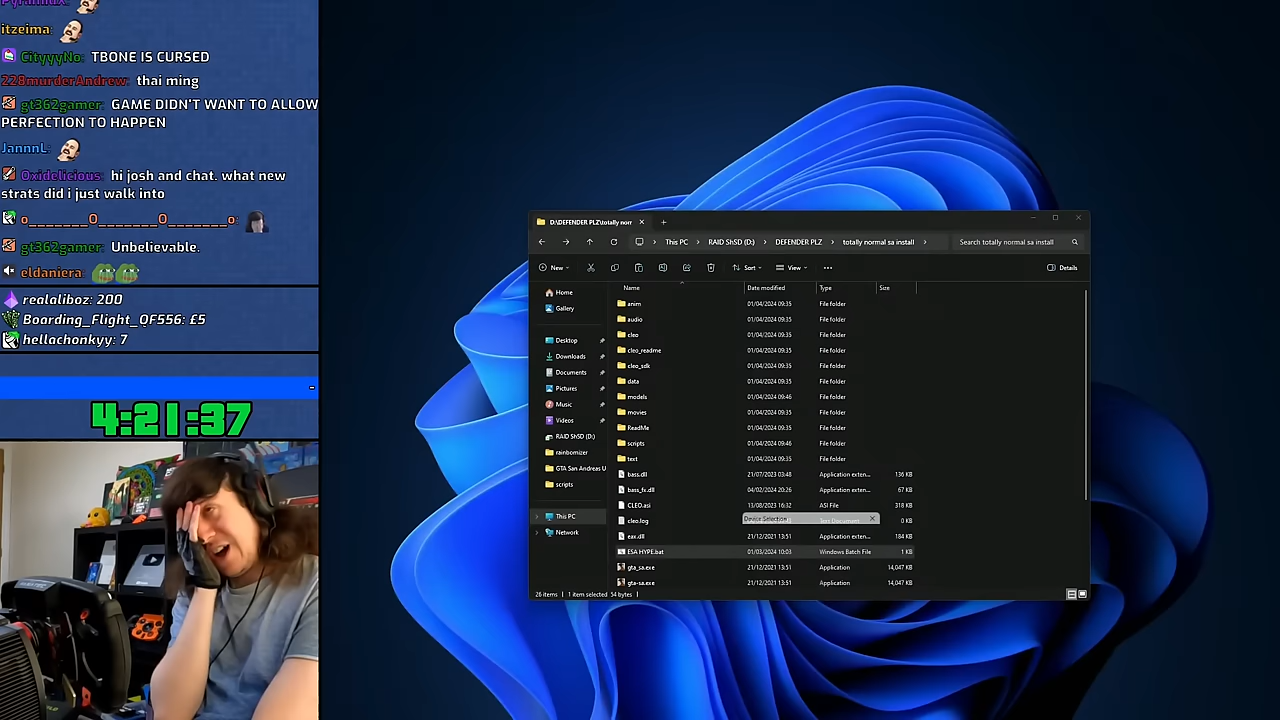 PyramidX:
itzeima:
CityyyNo: TBONE IS CURSED
228murderAndrew: thai ming
gt362gamer: GAME DIDN'T WANT TO ALLOW
PERFECTION TO HAPPEN
JannnL:
Oxidelicious: hi josh and chat. what new
strats did i just walk into
o_______O_______O_______o:
gt362gamer: Unbelievable.
eldaniera:
realaliboz: 200
Boarding_Flight_QF556: £5
hellachonkyy: 7
4:21:37
D:\DEFENDER PLZ\totally norr
This PC > RAID ShSD (D:) > DEFENDER PLZ > totally normal sa install >
Search totally normal sa install
New
Sort
View
Details
Name Date modified Type Size
Home
Gallery
Desktop
Downloads
Documents
Pictures
Music
Videos
RAID ShSD (D:)
rainbomizer
GTA San Andreas U
scripts
This PC
Network
anim 01/04/2024 09:35 File folder
audio 01/04/2024 09:35 File folder
cleo 01/04/2024 09:35 File folder
cleo_readme 01/04/2024 09:35 File folder
cleo_sdk 01/04/2024 09:35 File folder
data 01/04/2024 09:35 File folder
models 01/04/2024 09:46 File folder
movies 01/04/2024 09:35 File folder
ReadMe 01/04/2024 09:35 File folder
scripts 01/04/2024 09:46 File folder
text 01/04/2024 09:35 File folder
bass.dll 21/07/2023 03:48 Application exten... 136 KB
bass_fx.dll 04/02/2024 20:26 Application exten... 67 KB
CLEO.asi 13/08/2023 16:32 ASI File 318 KB
Device Selection
cleo.log Text Document 0 KB
eax.dll 21/12/2021 13:51 Application exten... 184 KB
ESA HYPE.bat 01/03/2024 10:03 Windows Batch File 1 KB
gta_sa.exe 21/12/2021 13:51 Application 14,047 KB
gta-sa.exe 21/12/2021 13:51 Application 14,047 KB
26 items 1 item selected 54 bytes